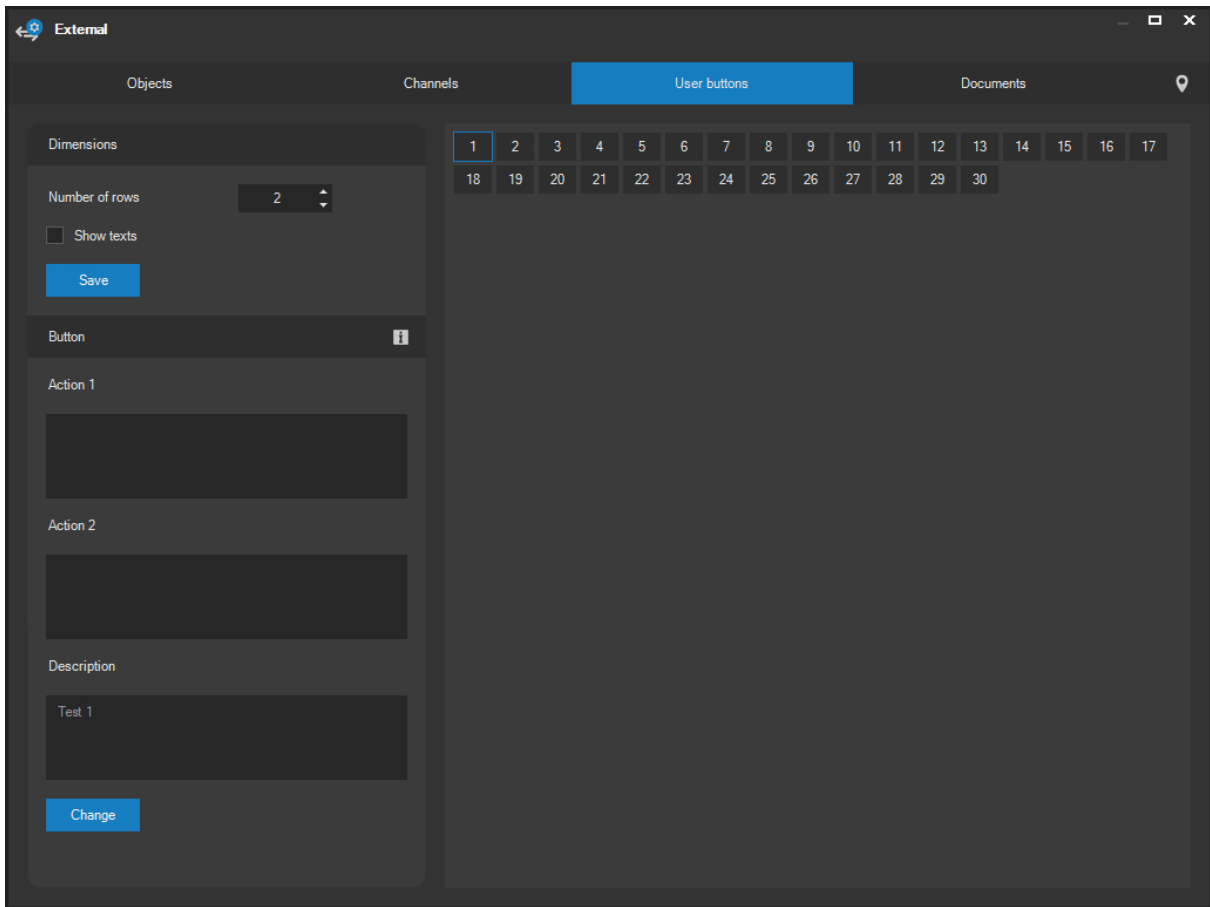 External
Objects Channels User buttons Documents
Dimensions
Number of rows 2
Show texts
Save
Button
Action 1
Action 2
Description
Test 1
Change
1 2 3 4 5 6 7 8 9 10 11 12 13 14 15 16 17
18 19 20 21 22 23 24 25 26 27 28 29 30